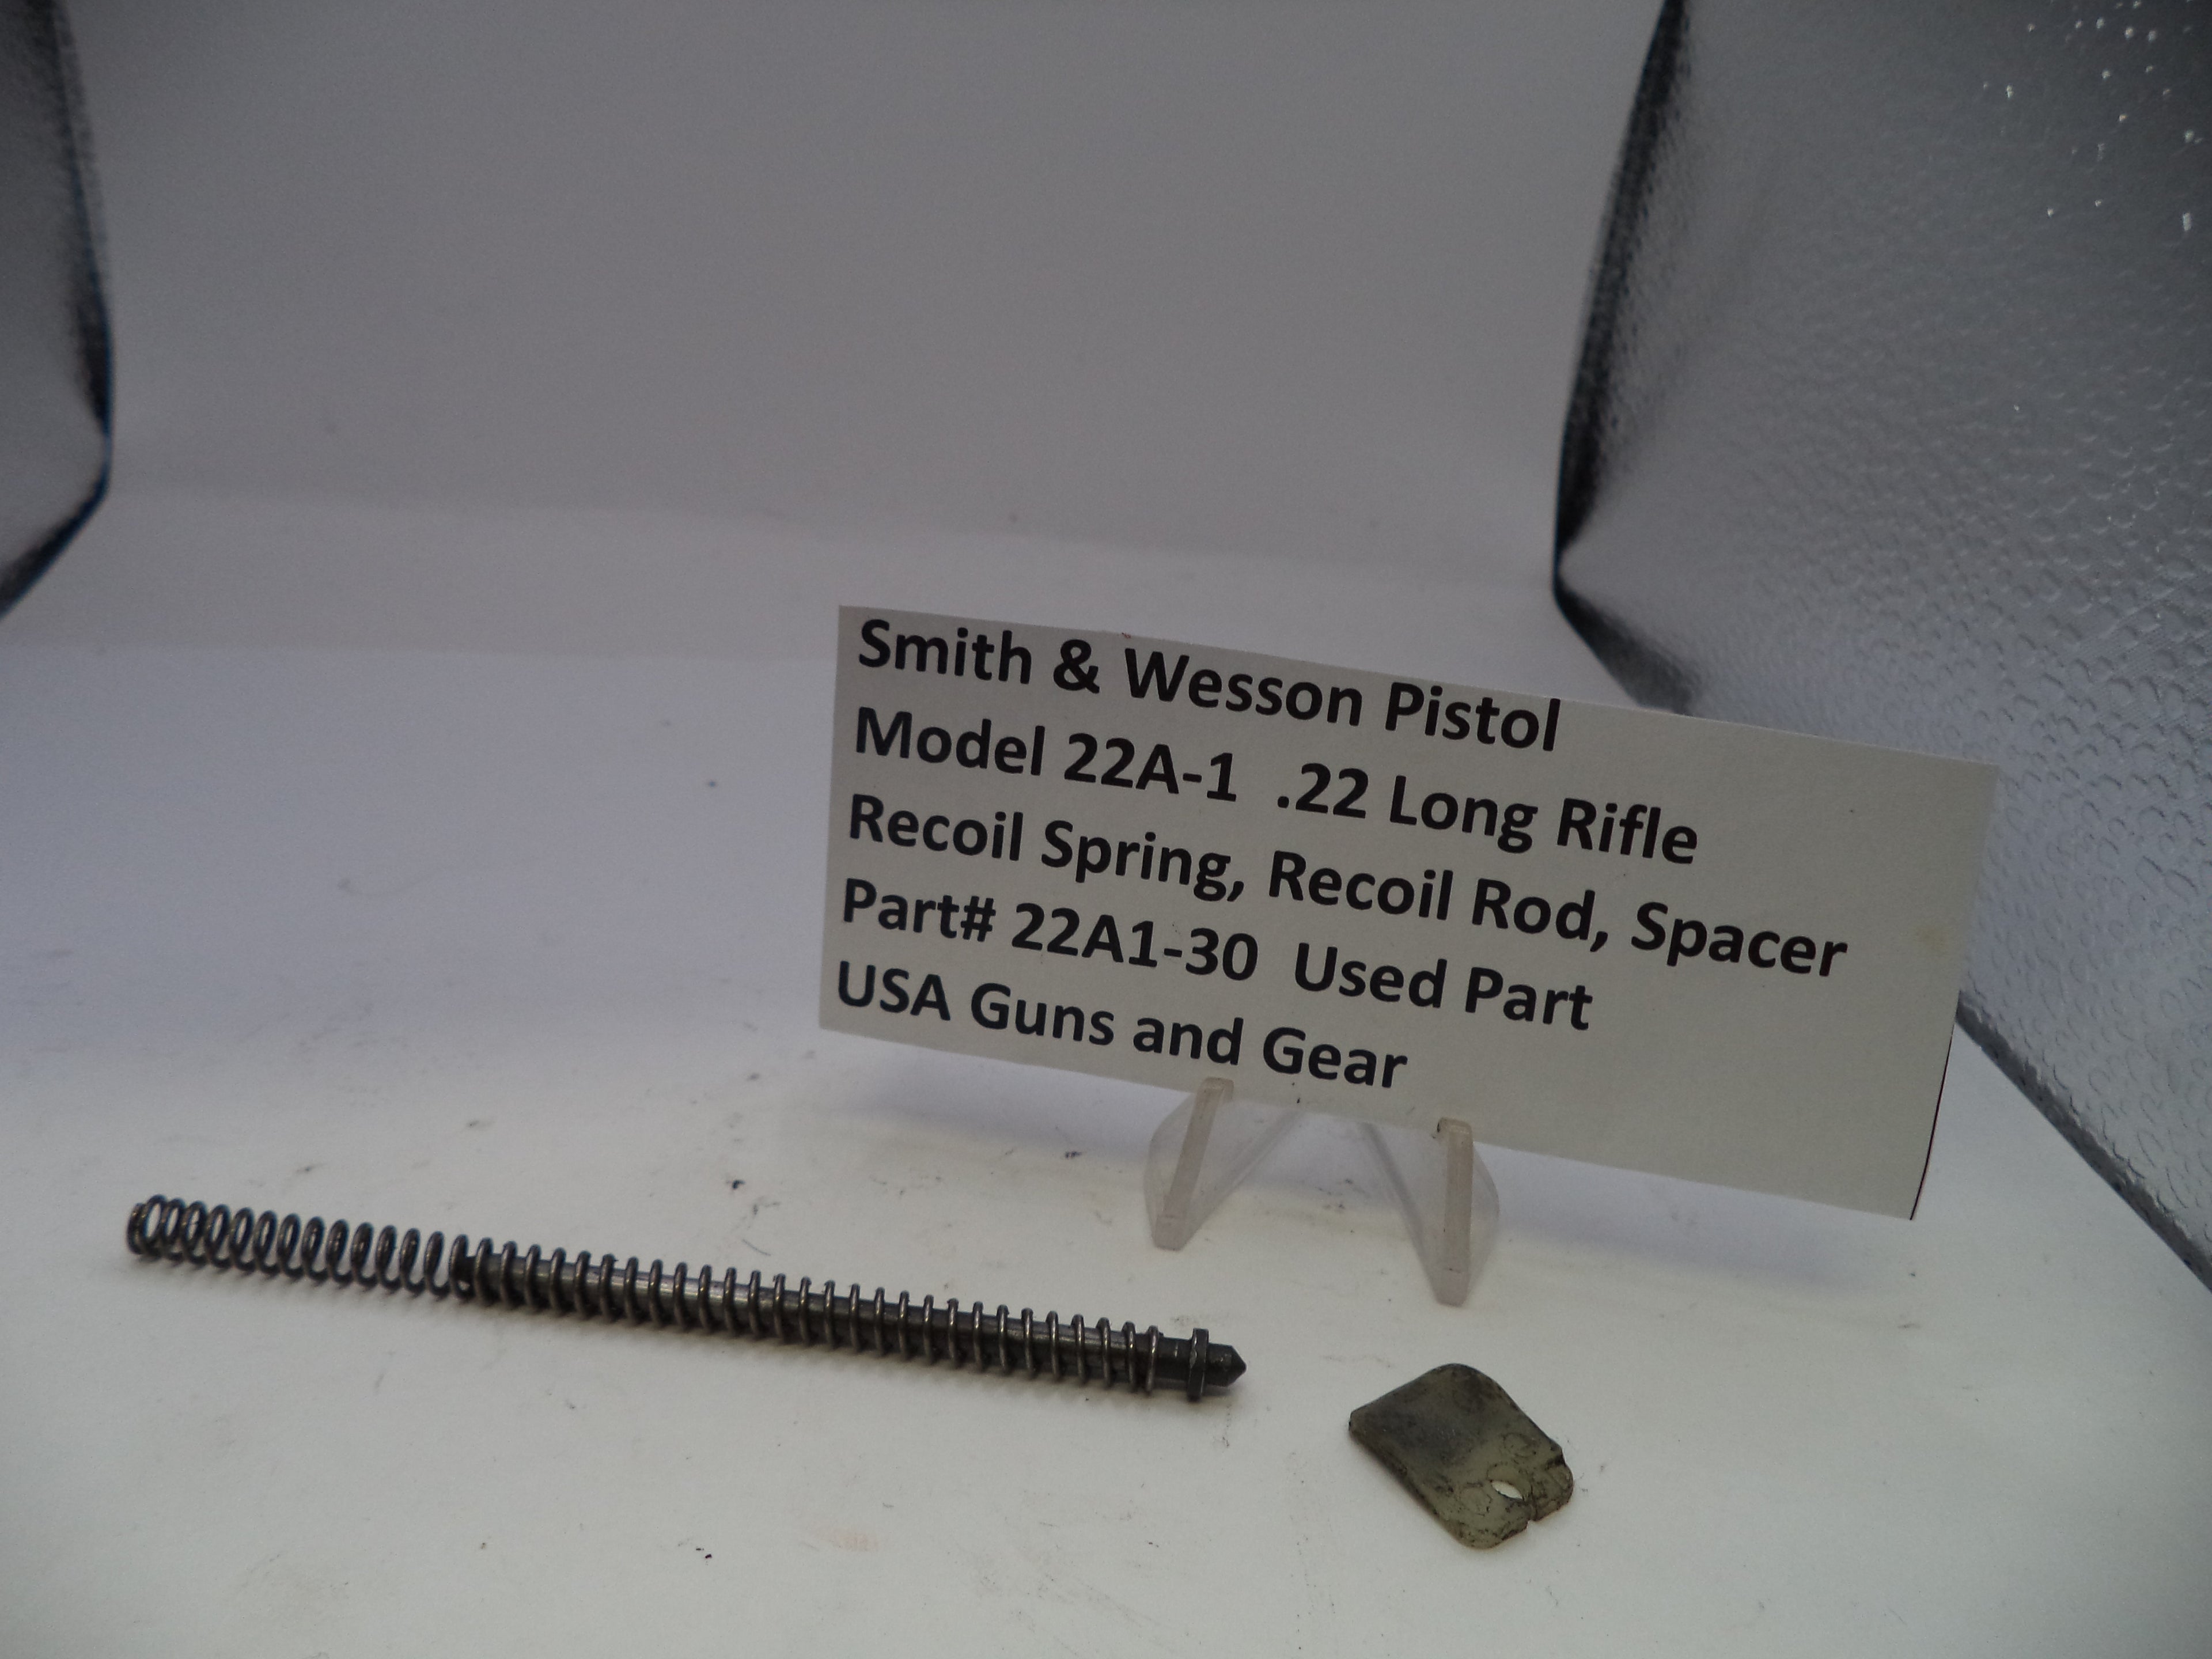 Smith & Wesson Pistol
Model 22A-1 .22 Long Rifle
Recoil Spring, Recoil Rod, Spacer
Part# 22A1-30 Used Part
USA Guns and Gear